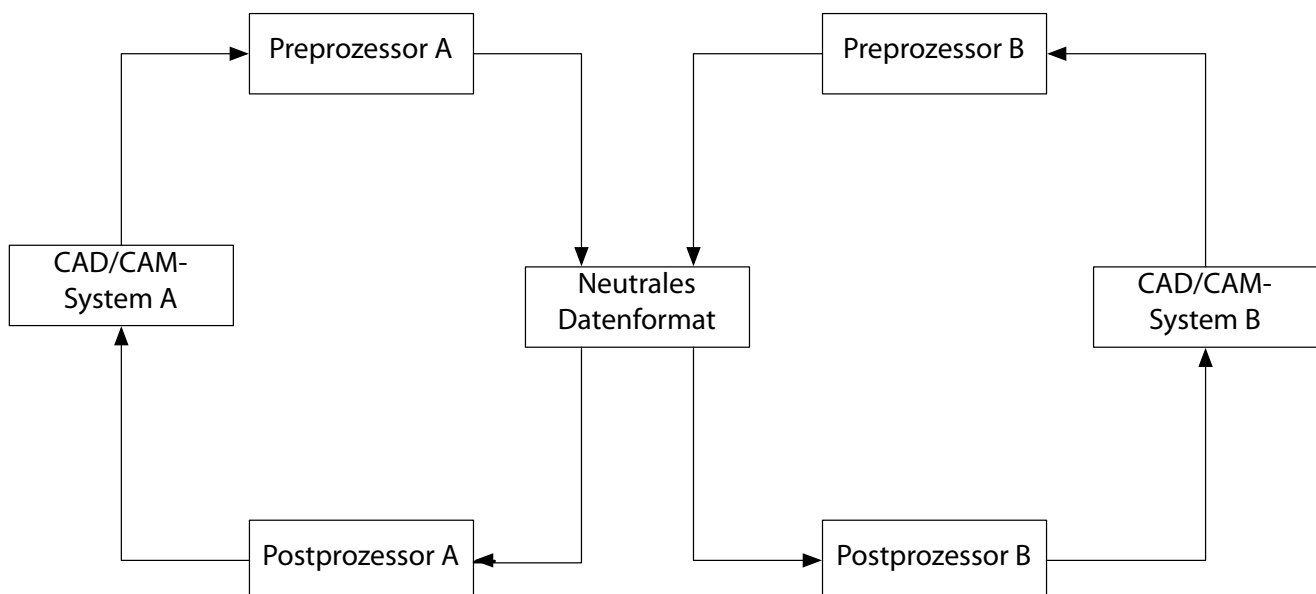 Preprozessor A
Preprozessor B
CAD/CAM-
System A
Neutrales
Datenformat
CAD/CAM-
System B
Postprozessor A
Postprozessor B